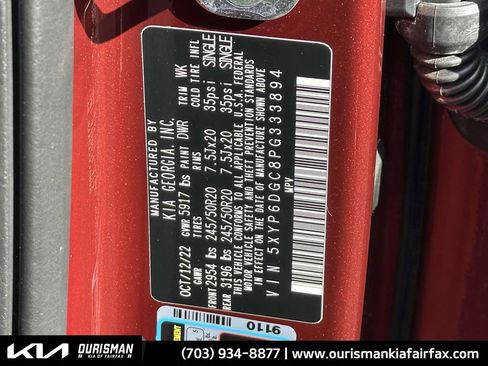 MANUFACTURED BY
KIA GEORGIA, INC.
OCT/12/22 GVWR 5917 lbs PAINT DWR TRIM WK
GAWR TIRES RIMS COLD TIRE INFL
FRONT 2954 lbs 245/50R20 7.5Jx20 35psi SINGLE
REAR 3196 lbs 245/50R20 7.5Jx20 35psi SINGLE
THIS VEHICLE CONFORMS TO ALL APPLICABLE U.S.A. FEDERAL
MOTOR VEHICLE SAFETY AND THEFT PREVENTION STANDARDS
IN EFFECT ON THE DATE OF MANUFACTURE SHOWN ABOVE.
VIN 5XYP6DGC8PG333894
MPV
9110
KIA OURISMAN
KIA OF FAIRFAX
(703) 934-8877 | www.ourismankiafairfax.com